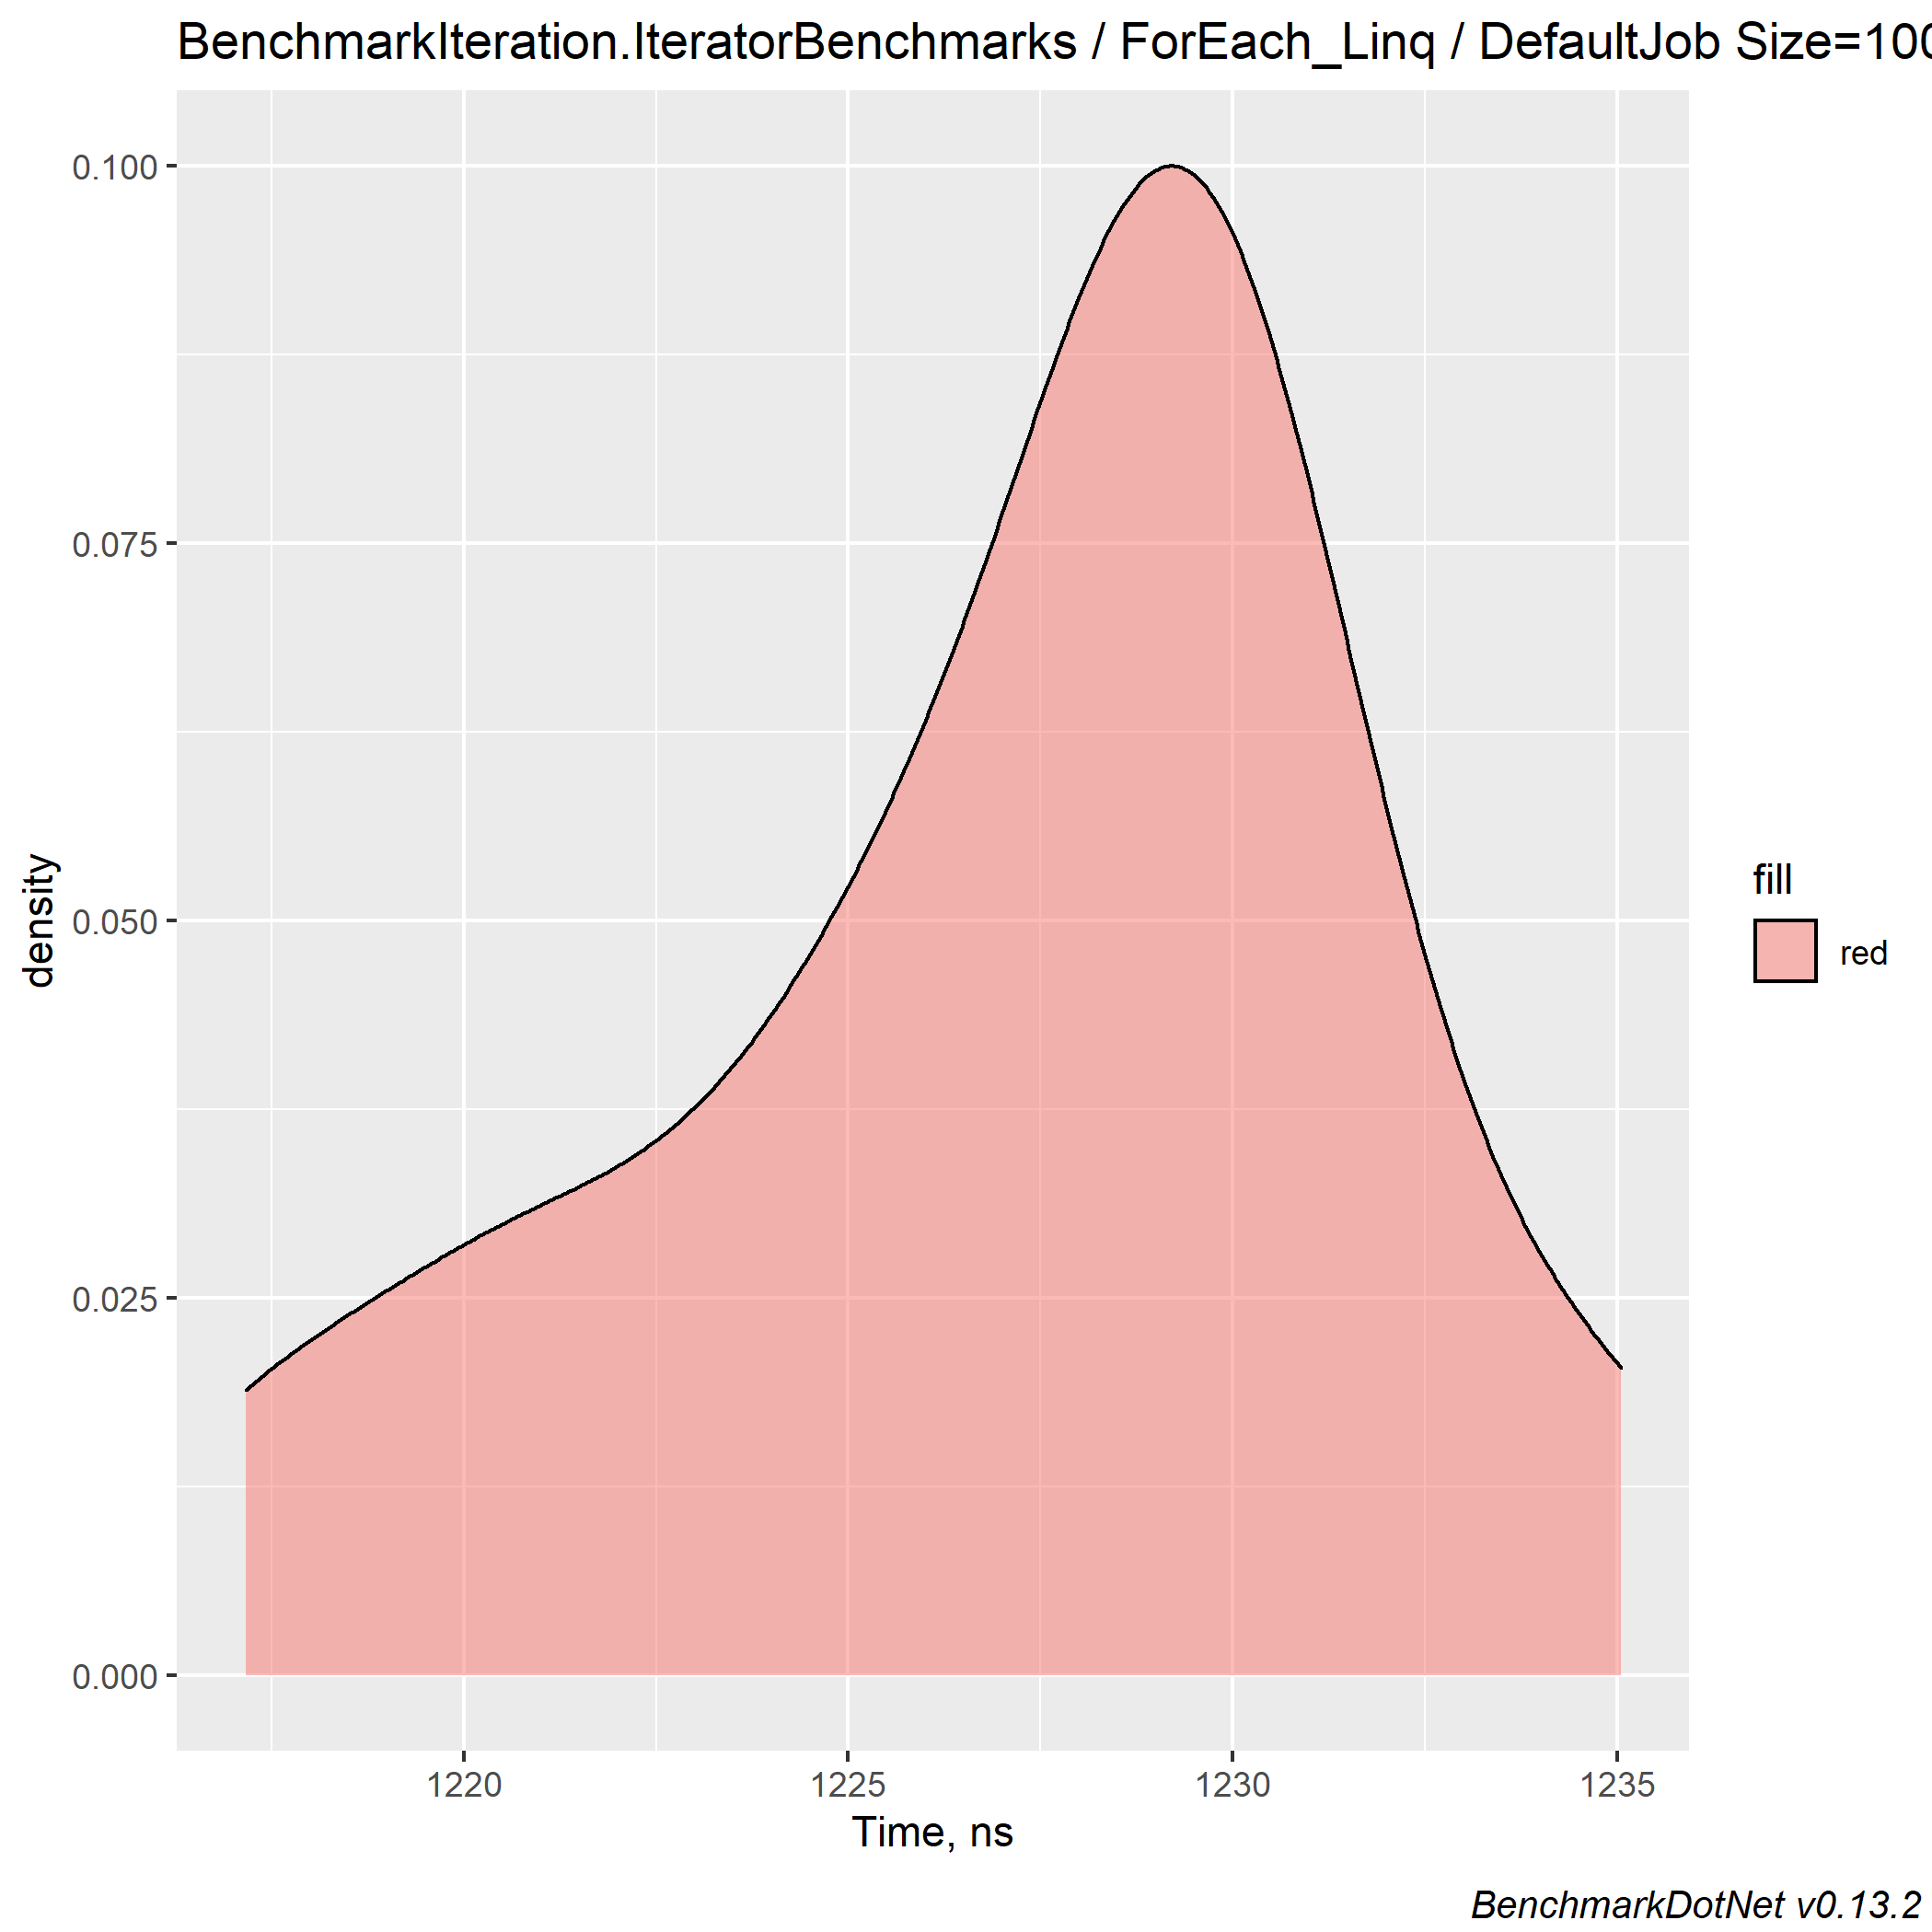 BenchmarkIteration.IteratorBenchmarks / ForEach_Linq / DefaultJob Size=100
0.100
0.075
0.050
0.025
0.000
density
1220 1225 1230 1235
Time, ns
fill
red
BenchmarkDotNet v0.13.2